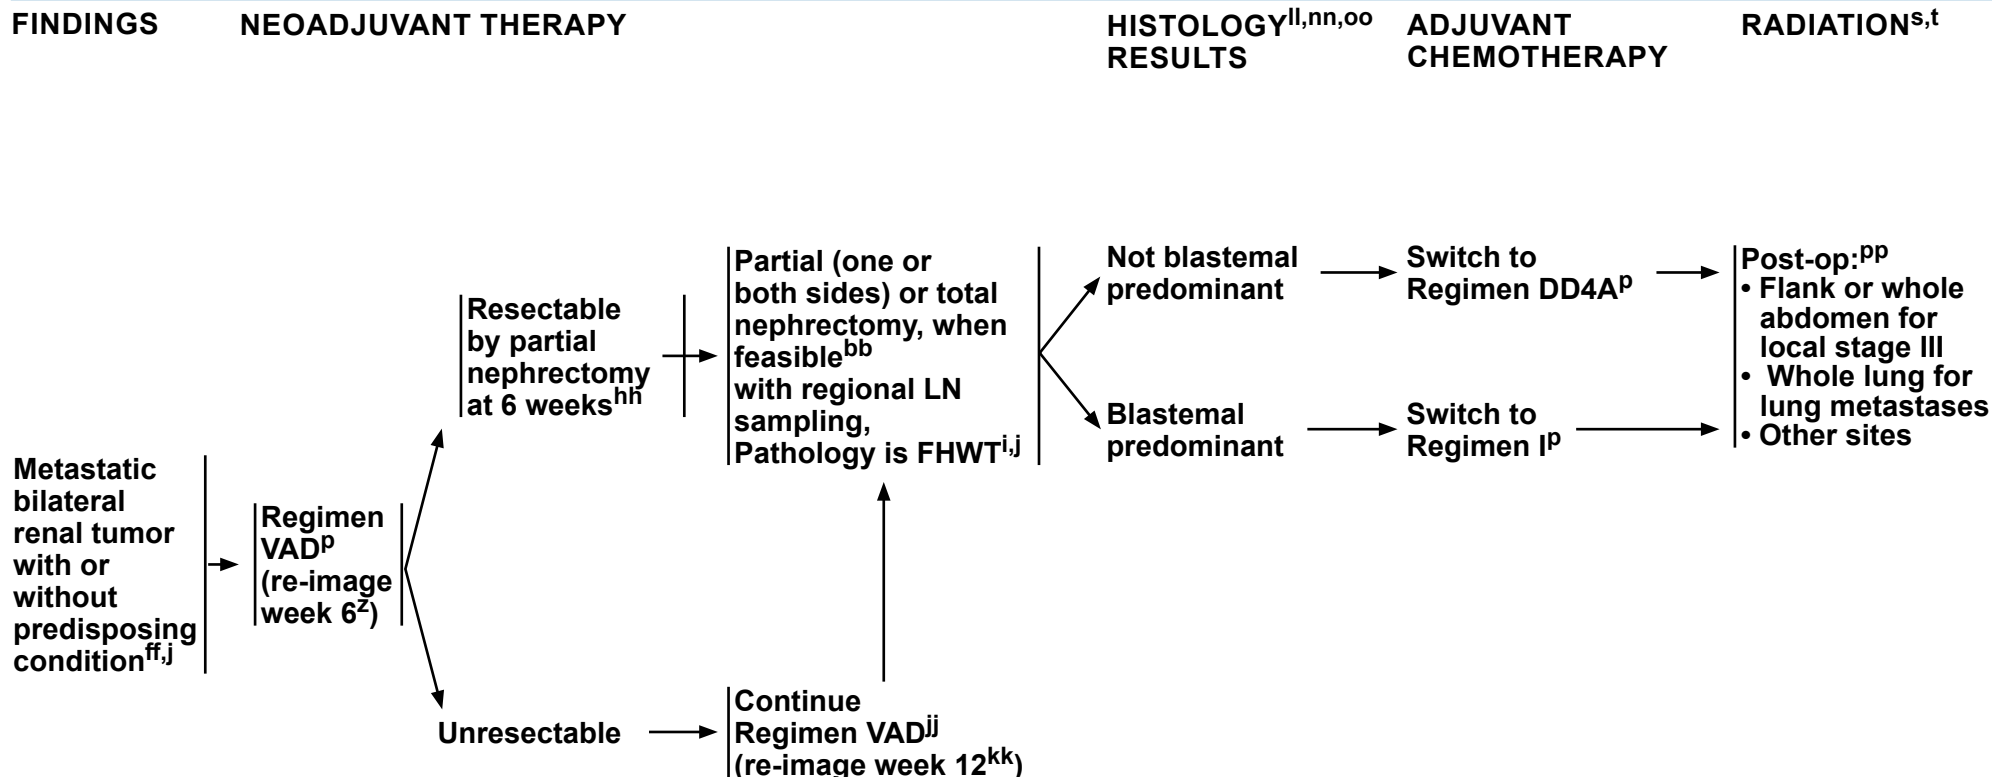 FINDINGS
NEOADJUVANT THERAPY
HISTOLOGYll,nn,oo
RESULTS
ADJUVANT
CHEMOTHERAPY
RADIATIONs,t
Metastatic
bilateral
renal tumor
with or
without
predisposing
conditionff,j
Regimen
VADp
(re-image
week 6z)
Resectable
by partial
nephrectomy
at 6 weekshh
Unresectable
Continue
Regimen VADjj
(re-image week 12kk)
Partial (one or
both sides) or total
nephrectomy, when
feasiblebb
with regional LN
sampling,
Pathology is FHWTi,j
Not blastemal
predominant
Switch to
Regimen DD4Ap
Blastemal
predominant
Switch to
Regimen Ip
Post-op:pp
• Flank or whole
abdomen for
local stage III
• Whole lung for
lung metastases
• Other sites